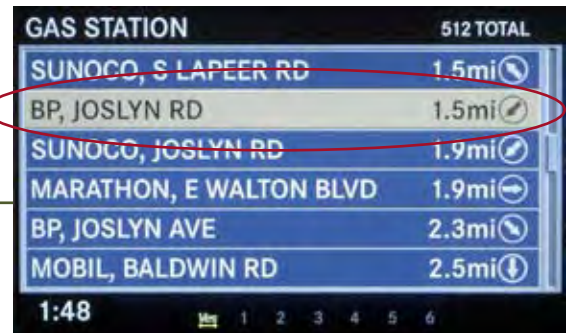 GAS STATION 512 TOTAL
SUNOCO, S LAPEER RD 1.5mi
BP, JOSLYN RD 1.5mi
SUNOCO, JOSLYN RD 1.9mi
MARATHON, E WALTON BLVD 1.9mi
BP, JOSLYN AVE 2.3mi
MOBIL, BALDWIN RD 2.5mi
1:48 1 2 3 4 5 6